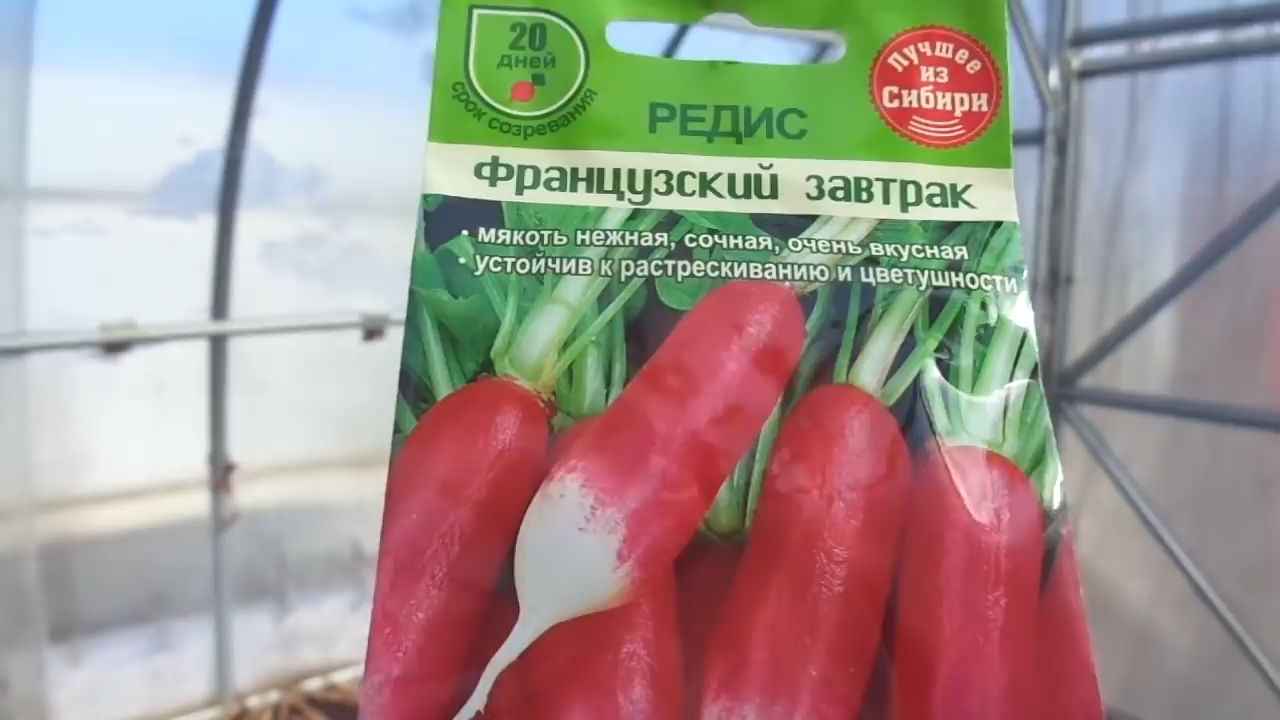 20
дней
срок созревания
Лучшее
из
Сибири
РЕДИС
Французский завтрак
• мякоть нежная, сочная, очень вкусная
• устойчив к растрескиванию и цветушности